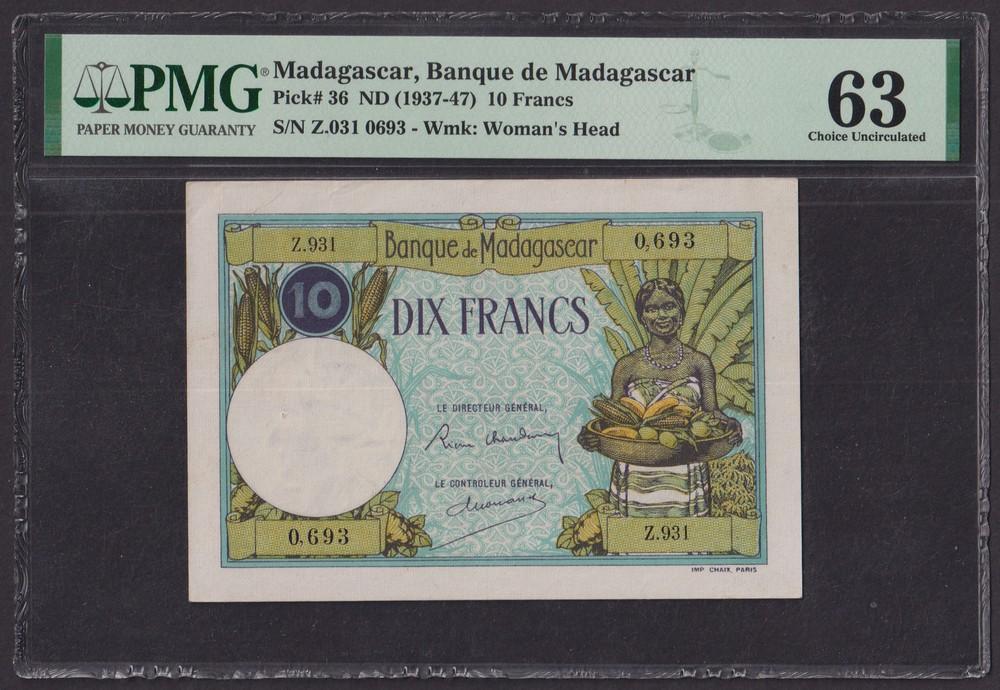 PMG®
PAPER MONEY GUARANTY
Madagascar, Banque de Madagascar
Pick# 36 ND (1937-47) 10 Francs
S/N Z.031 0693 - Wmk: Woman's Head
63
Choice Uncirculated
Z.931
Banque de Madagascar
0,693
10
DIX FRANCS
LE DIRECTEUR GÉNÉRAL,
LE CONTROLEUR GÉNÉRAL,
0,693
Z.931
IMP CHAIX, PARIS